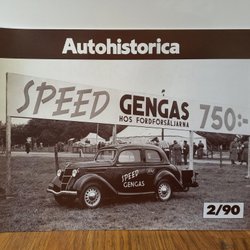 Autohistorica
SPEED GENGAS 750:-
HOS FORDFÖRSÄLJARNA
SPEED
GENGAS
2/90